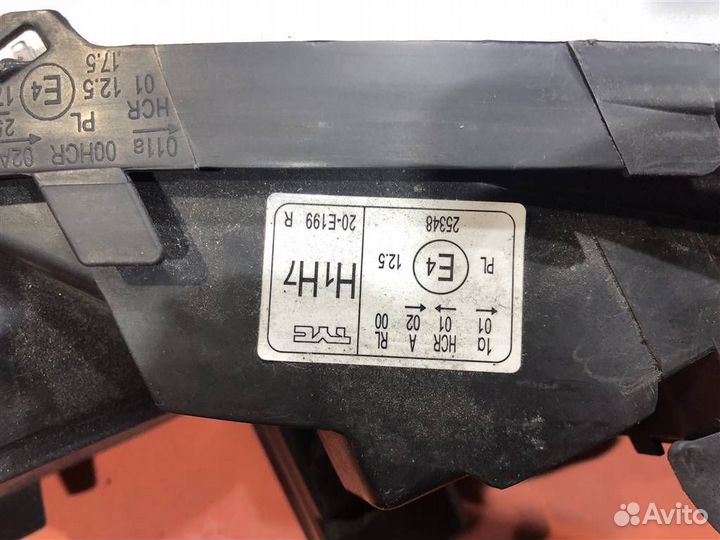 TYC
H1H7
20-E199 R
1a HCR A RL
01 01 02 00
E4
PL 12.5
25348
011a
00HCR 02A
HCR PL
01 12.5
17.5
E4
Avito